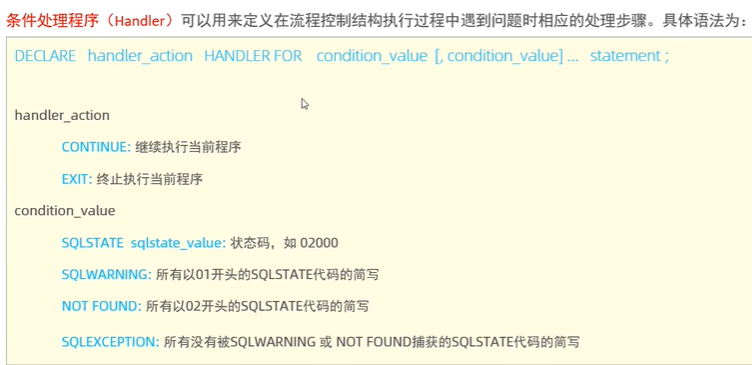 条件处理程序（Handler）可以用来定义在流程控制结构执行过程中遇到问题时相应的处理步骤。具体语法为：
DECLARE handler_action HANDLER FOR condition_value [, condition_value] ... statement ;
handler_action
CONTINUE: 继续执行当前程序
EXIT: 终止执行当前程序
condition_value
SQLSTATE sqlstate_value: 状态码，如 02000
SQLWARNING: 所有以01开头的SQLSTATE代码的简写
NOT FOUND: 所有以02开头的SQLSTATE代码的简写
SQLEXCEPTION: 所有没有被SQLWARNING 或 NOT FOUND捕获的SQLSTATE代码的简写